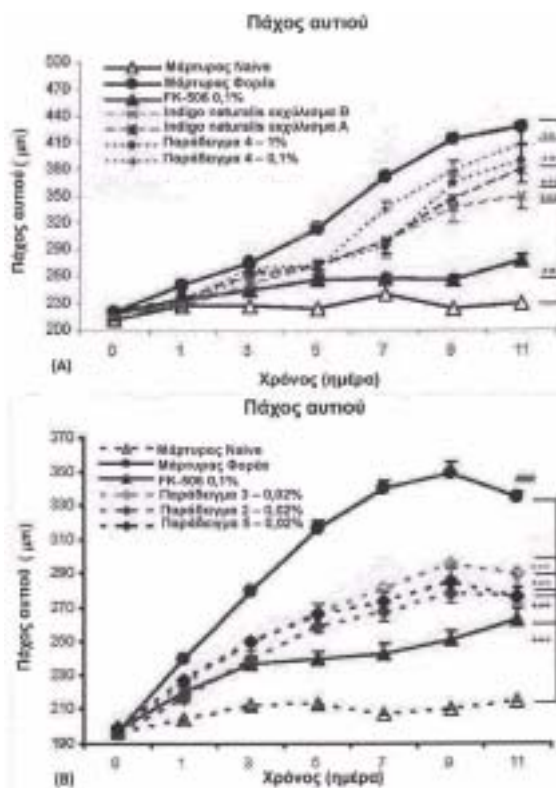 Πάχος αυτιού
Πάχος αυτιού ( μm)
500
470
440
410
380
350
320
290
260
230
200
Μάρτυρας Naive
Μάρτυρας Φορέα
FK-506 0,1%
Indigo naturalis εκχύλισμα B
Indigo naturalis εκχύλισμα A
Παράδειγμα 4 – 1%
Παράδειγμα 4 – 0,1%
0 1 3 5 7 9 11
Χρόνος (ημέρα)
[A]
Πάχος αυτιού
Πάχος αυτιού ( μm)
370
350
330
310
290
270
250
230
210
190
Μάρτυρας Naive
Μάρτυρας Φορέα
FK-506 0,1%
Παράδειγμα 3 – 0,02%
Παράδειγμα 2 – 0,02%
Παράδειγμα 5 – 0,02%
###
0 1 3 5 7 9 11
Χρόνος (ημέρα)
[B]